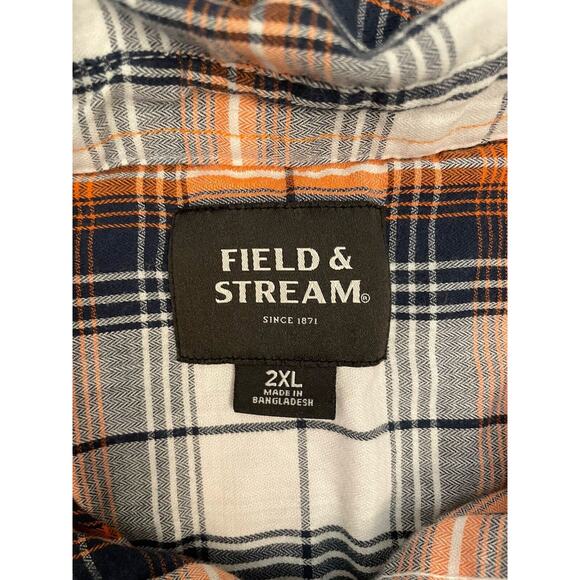 FIELD &
STREAM®
SINCE 1871
2XL
MADE IN
BANGLADESH